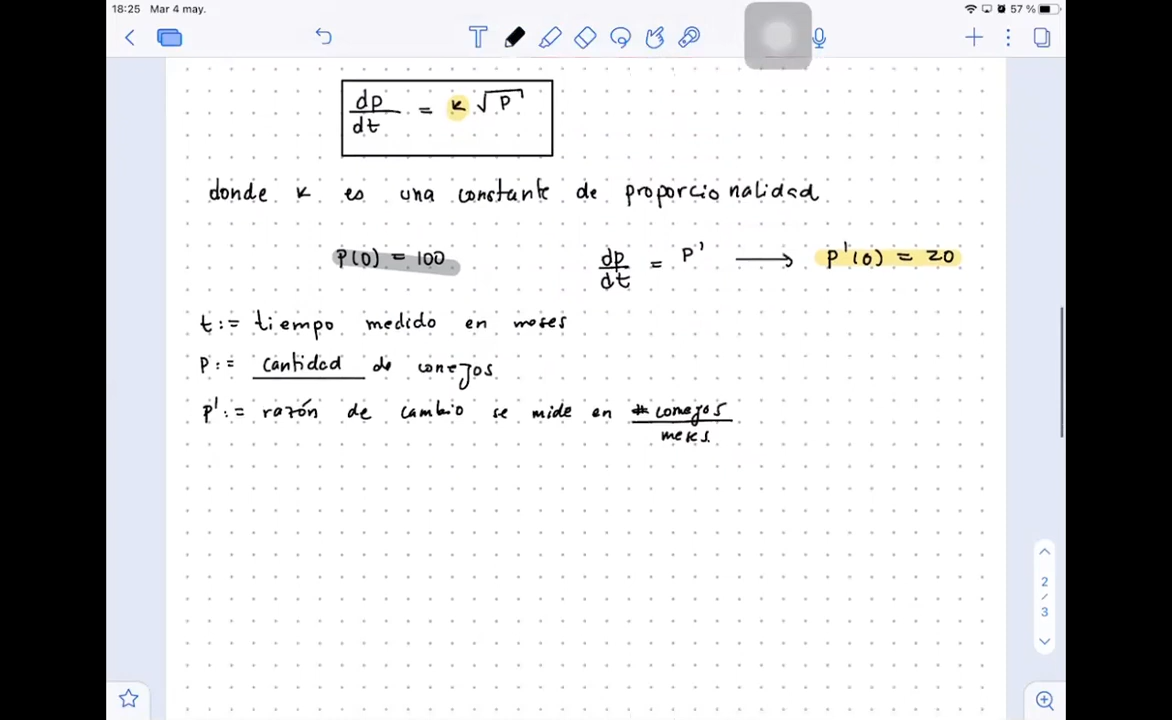 18:25 Mar 4 may. 57 %
dp/dt = k √P
donde k es una constante de proporcionalidad
P(0) = 100 dp/dt = P' → P'(0) = 20
t := tiempo medido en meses
P := cantidad de conejos
P' := razón de cambio se mide en # conejos/meses
2
/
3